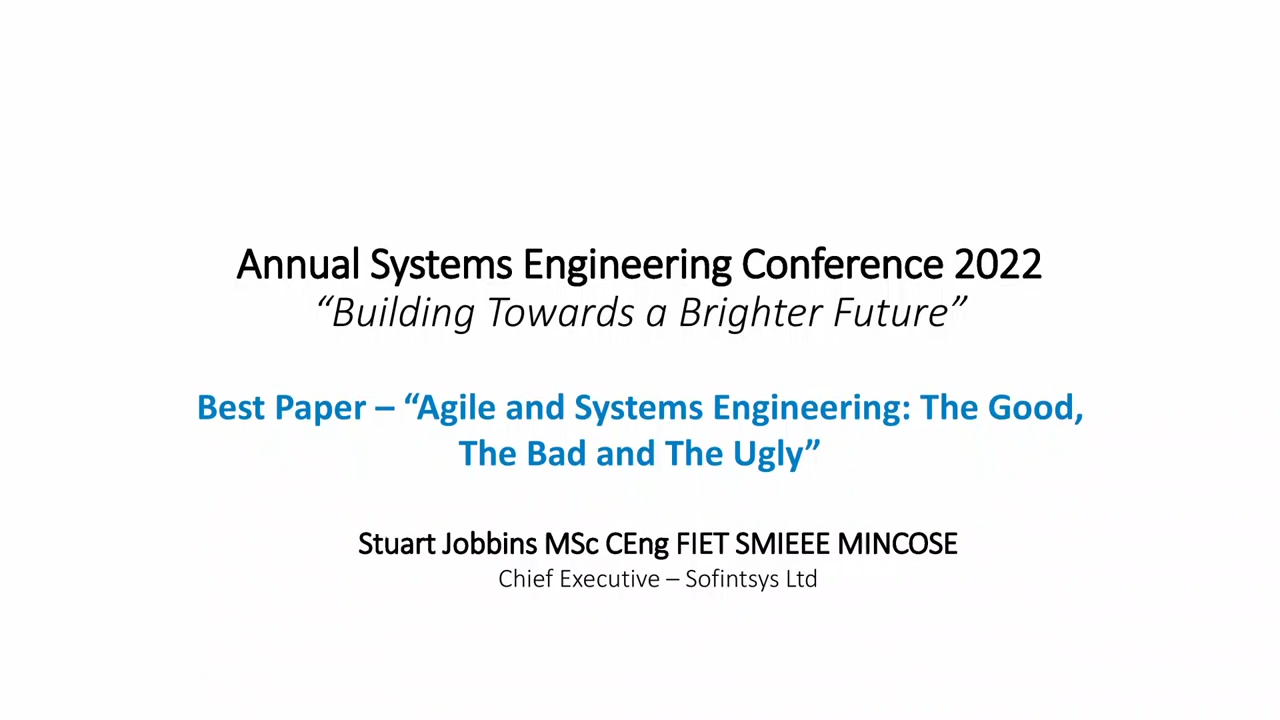 Annual Systems Engineering Conference 2022
“Building Towards a Brighter Future”
Best Paper – “Agile and Systems Engineering: The Good,
The Bad and The Ugly”
Stuart Jobbins MSc CEng FIET SMIEEE MINCOSE
Chief Executive – Sofintsys Ltd